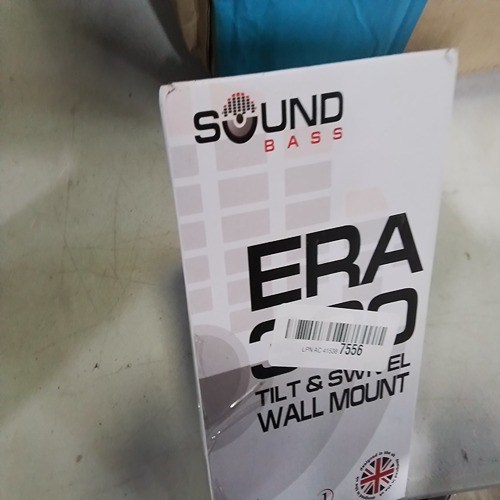 SOUND
BASS
ERA
7556
TILT & SWIVEL
WALL MOUNT